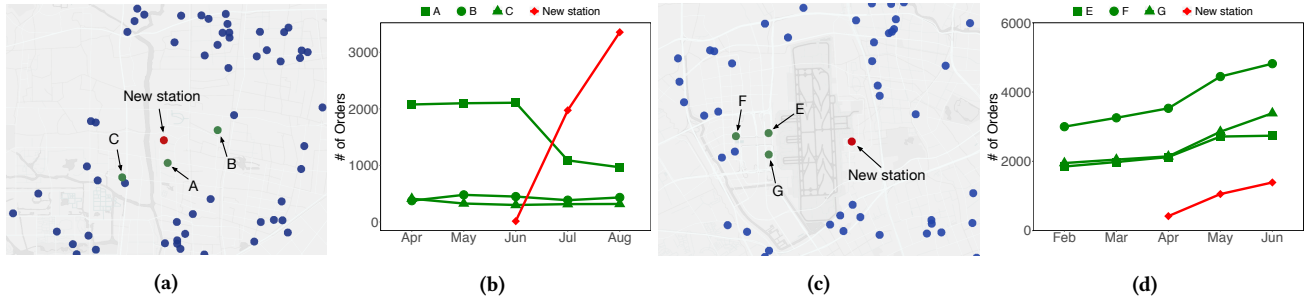 New station
C
A
B
(a)
A B C New station
# of Orders
3000
2000
1000
0
Apr May Jun Jul Aug
(b)
F
E
G
New station
(c)
E F G New station
# of Orders
6000
4000
2000
0
Feb Mar Apr May Jun
(d)